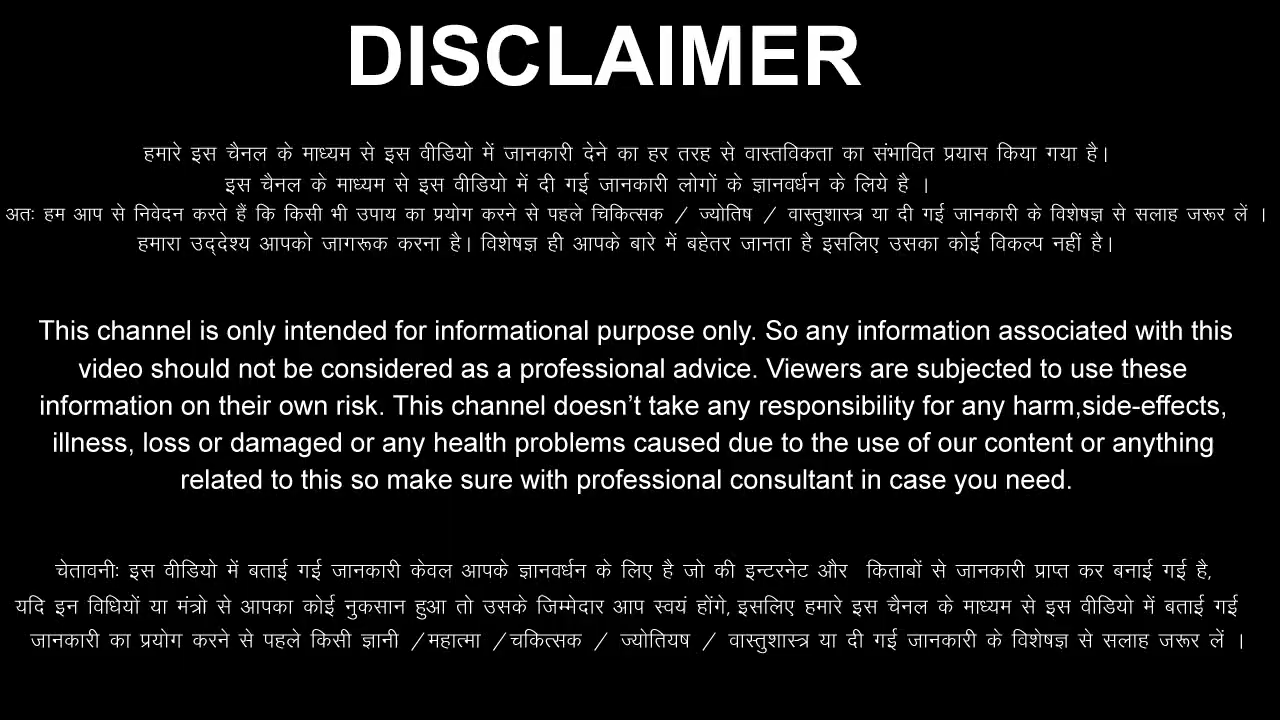 DISCLAIMER
हमारे इस चैनल के माध्यम से इस वीडियो में जानकारी देने का हर तरह से वास्तविकता का संभावित प्रयास किया गया है।
इस चैनल के माध्यम से इस वीडियो में दी गई जानकारी लोगों के ज्ञानवर्धन के लिये है ।
अतः हम आप से निवेदन करते हैं कि किसी भी उपाय का प्रयोग करने से पहले चिकित्सक / ज्योतिष / वास्तुशास्त्र या दी गई जानकारी के विशेषज्ञ से सलाह जरूर लें ।
हमारा उद्देश्य आपको जागरूक करना है। विशेषज्ञ ही आपके बारे में बहेतर जानता है इसलिए उसका कोई विकल्प नहीं है।
This channel is only intended for informational purpose only. So any information associated with this
video should not be considered as a professional advice. Viewers are subjected to use these
information on their own risk. This channel doesn’t take any responsibility for any harm,side-effects,
illness, loss or damaged or any health problems caused due to the use of our content or anything
related to this so make sure with professional consultant in case you need.
चेतावनीः इस वीडियो में बताई गई जानकारी केवल आपके ज्ञानवर्धन के लिए है जो की इन्टरनेट और किताबों से जानकारी प्राप्त कर बनाई गई है,
यदि इन विधियों या मंत्रो से आपका कोई नुकसान हुआ तो उसके जिम्मेदार आप स्वयं होंगे, इसलिए हमारे इस चैनल के माध्यम से इस वीडियो में बताई गई
जानकारी का प्रयोग करने से पहले किसी ज्ञानी /महात्मा /चकित्सक / ज्योतियष / वास्तुशास्त्र या दी गई जानकारी के विशेषज्ञ से सलाह जरूर लें ।